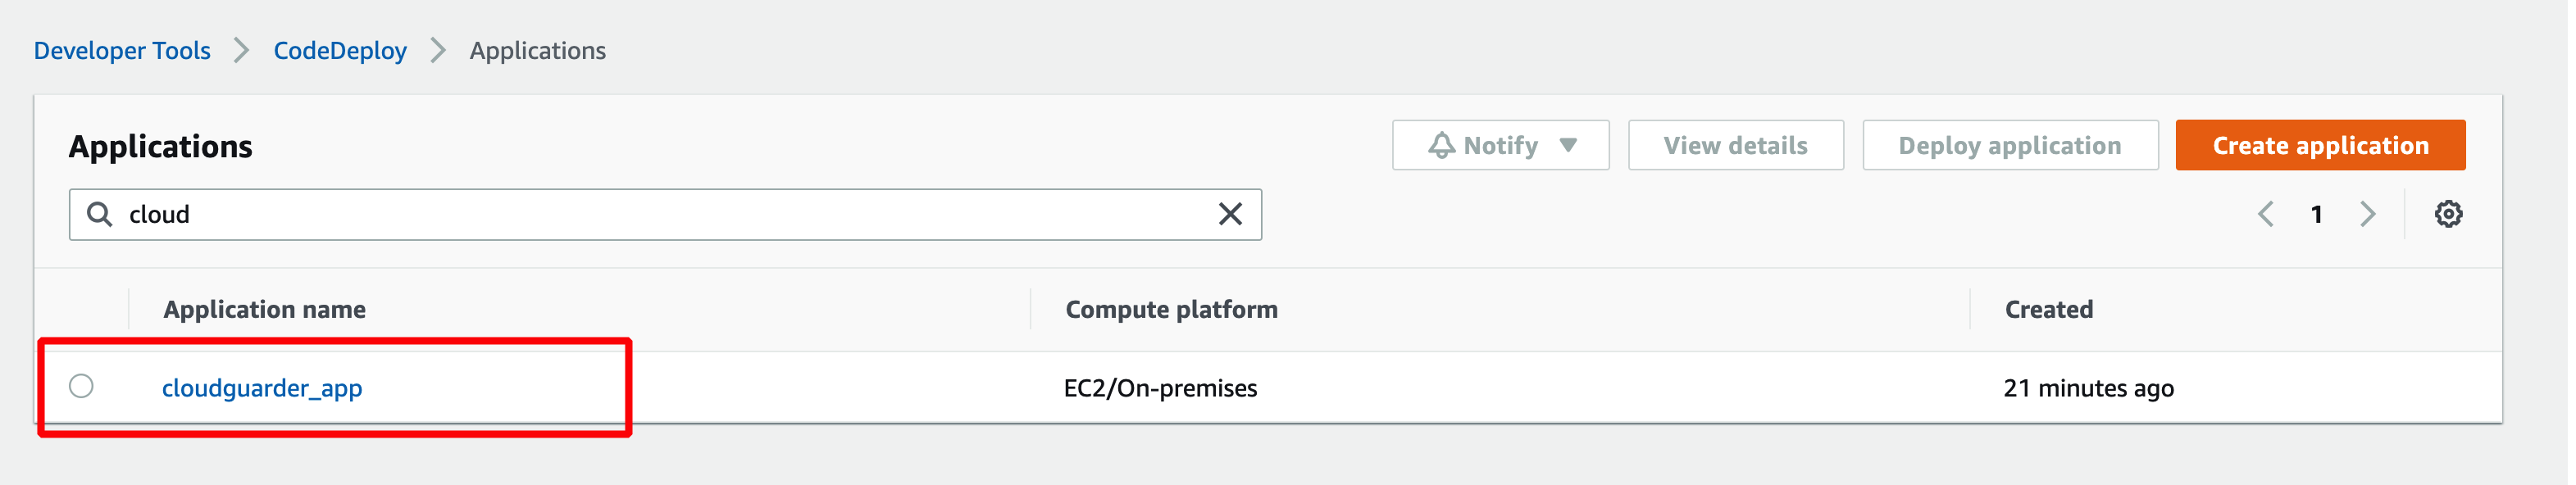 Developer Tools > CodeDeploy > Applications
Applications
Notify View details Deploy application Create application
cloud
1
Application name Compute platform Created
cloudguarder_app EC2/On-premises 21 minutes ago